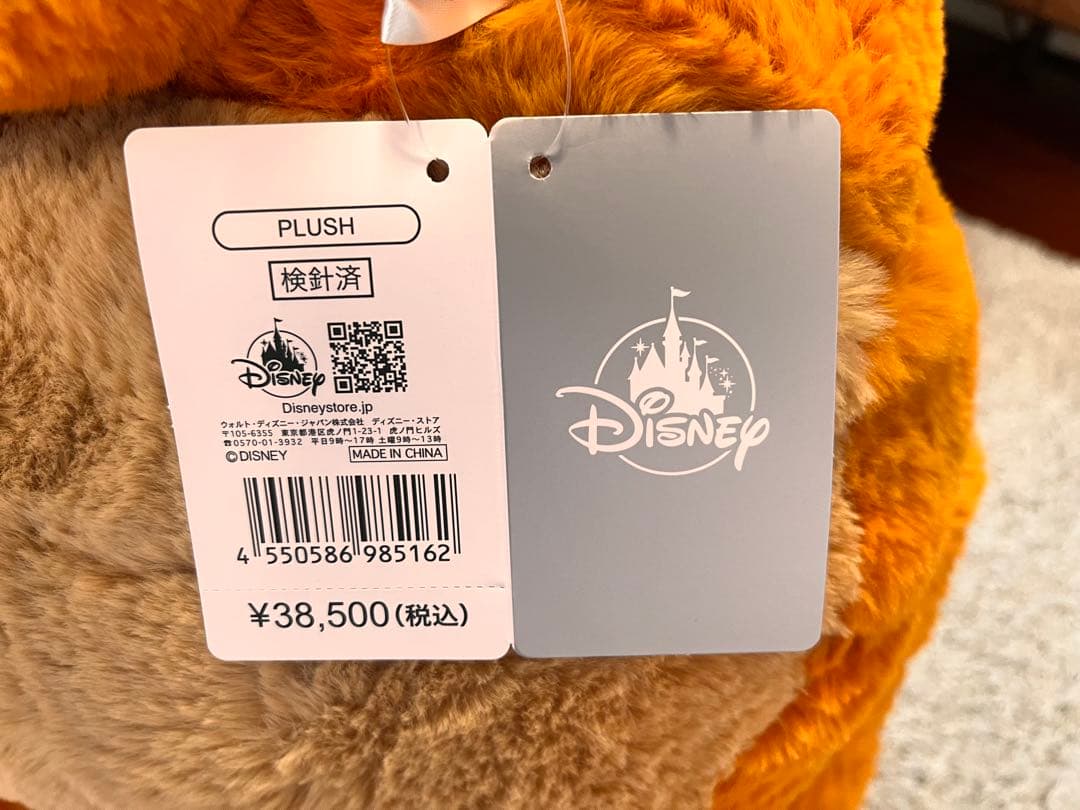 PLUSH
検針済
Disney
Disneystore.jp
ウォルト・ディズニー・ジャパン株式会社 ディズニー・ストア
〒105-6355 東京都港区虎ノ門1-23-1 虎ノ門ヒルズ
☎0570-01-3932 平日9時～17時 土曜9時～13時
©DISNEY MADE IN CHINA
4 550586 985162
¥38,500(税込)
Disney